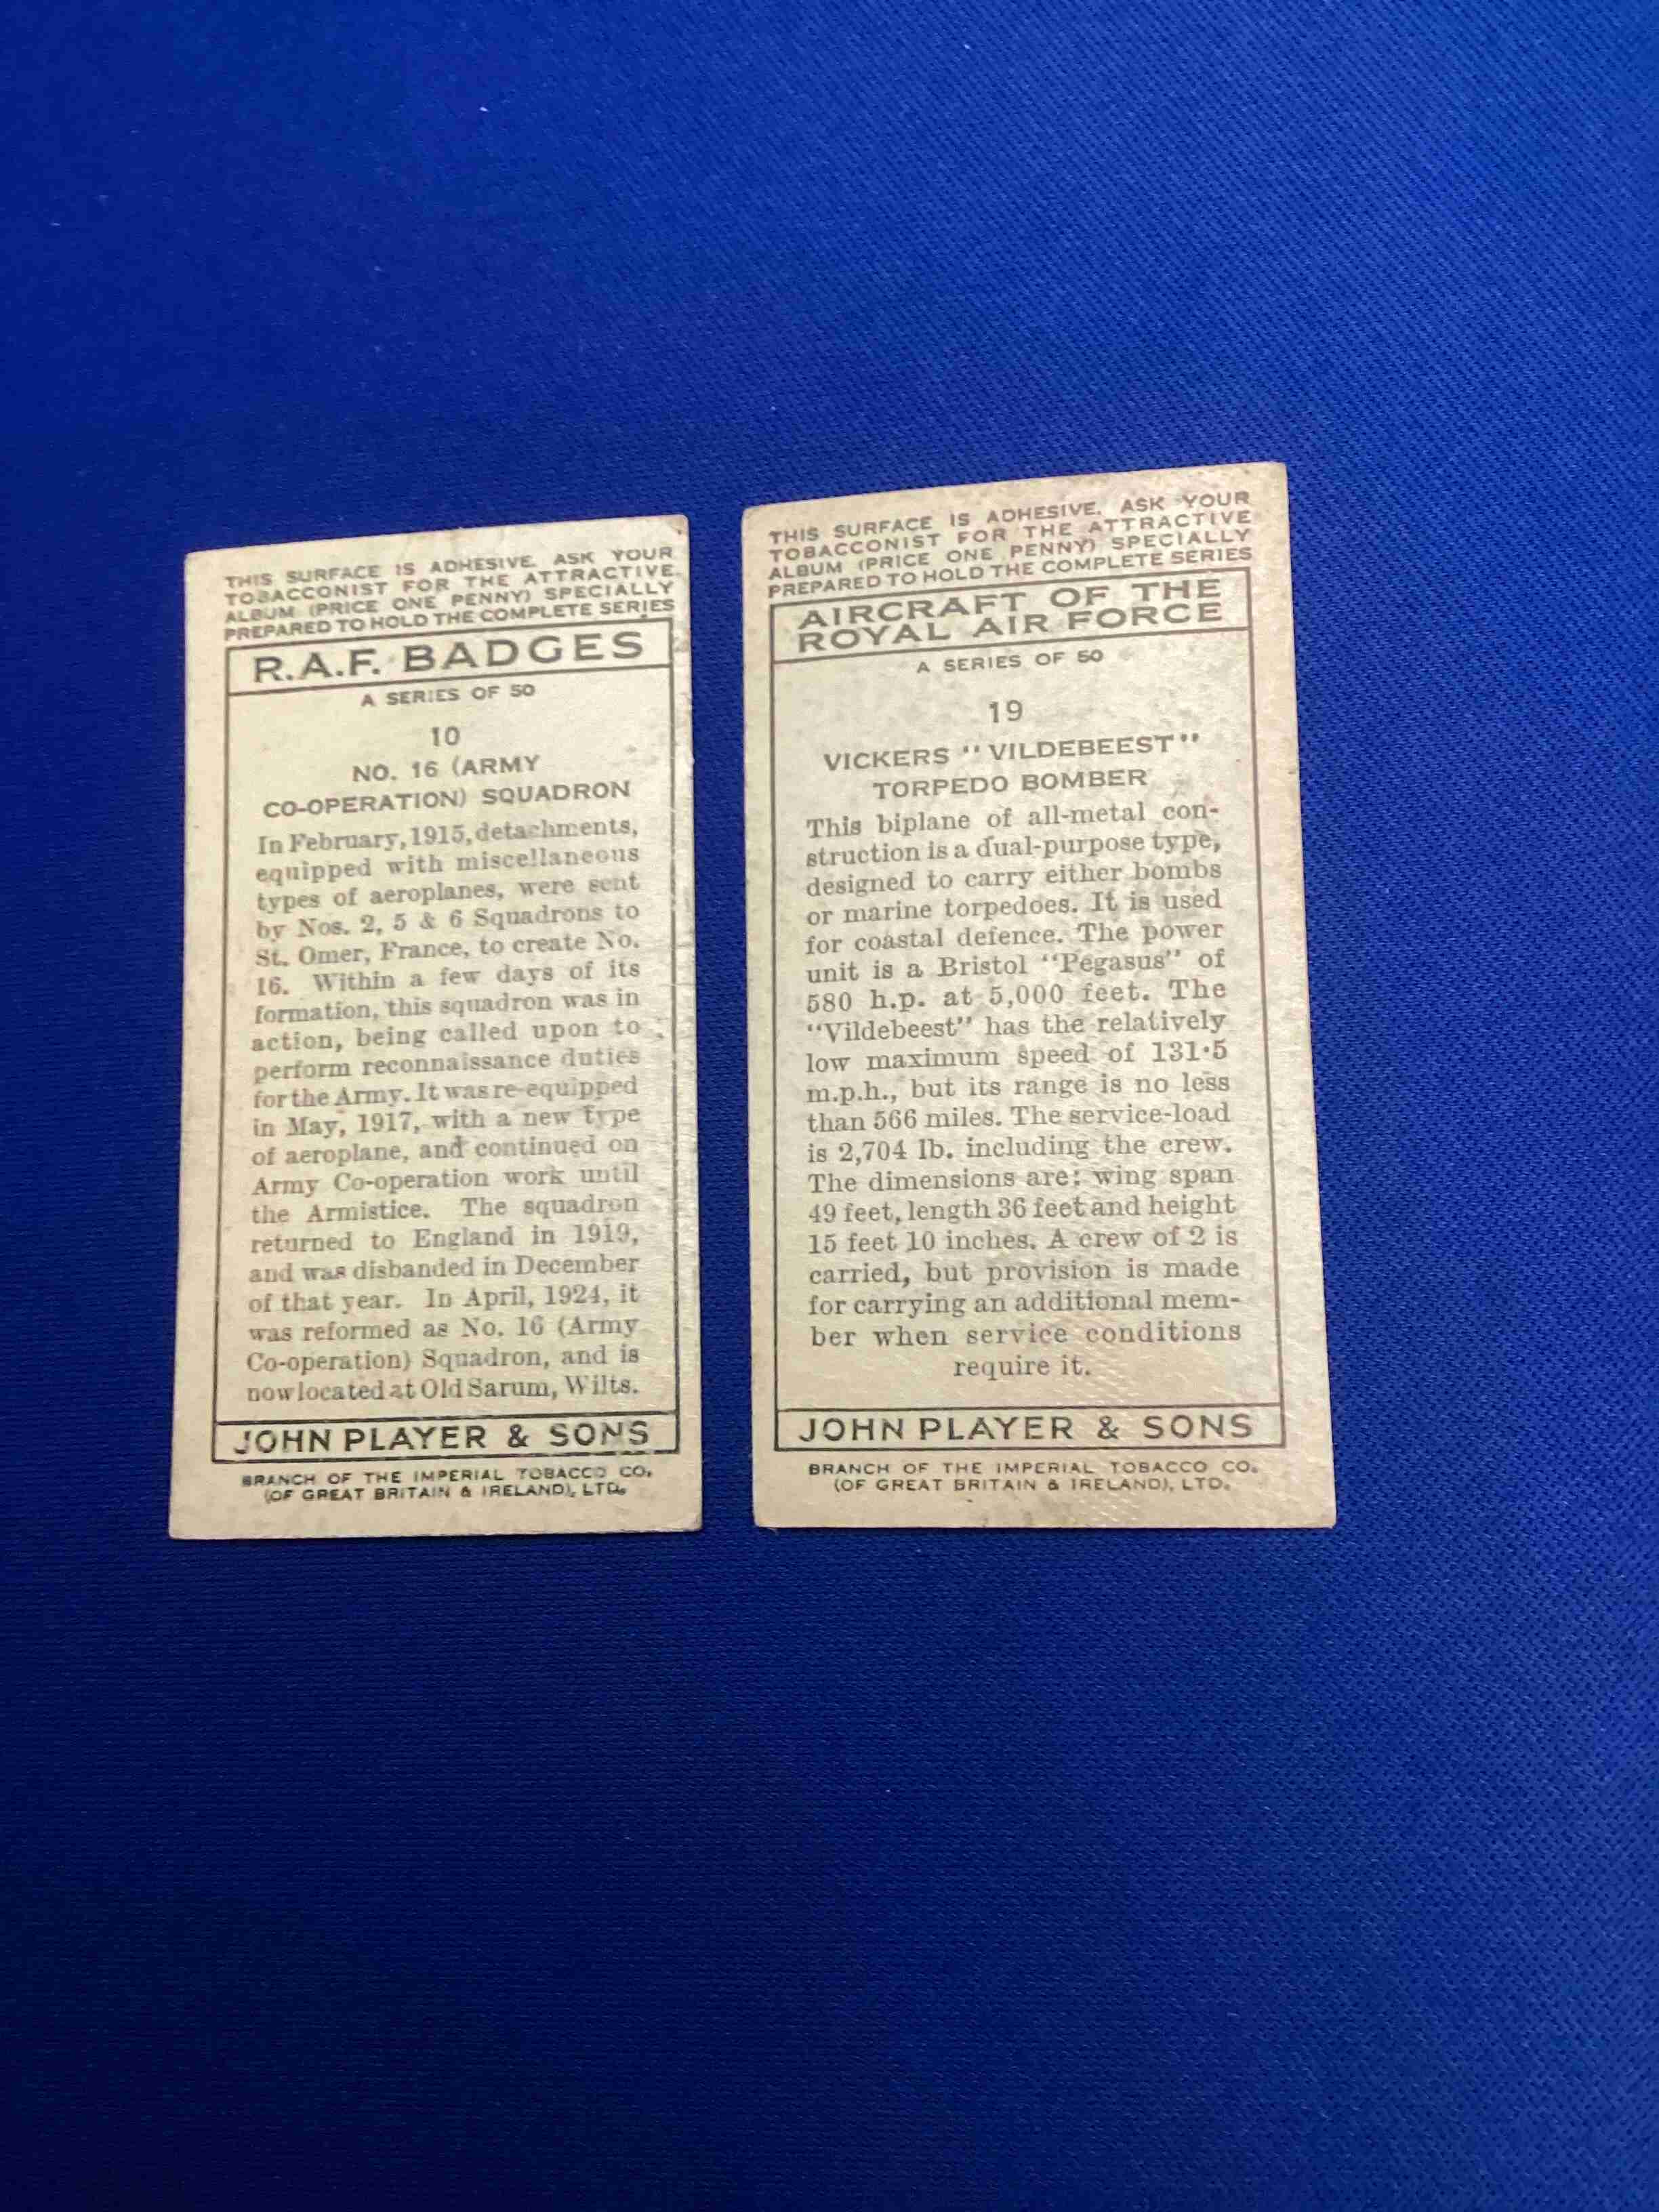 THIS SURFACE IS ADHESIVE. ASK YOUR
TOBACCONIST FOR THE ATTRACTIVE
ALBUM (PRICE ONE PENNY) SPECIALLY
PREPARED TO HOLD THE COMPLETE SERIES
R.A.F. BADGES
A SERIES OF 50
10
NO. 16 (ARMY
CO-OPERATION) SQUADRON
In February, 1915, detachments,
equipped with miscellaneous
types of aeroplanes, were sent
by Nos. 2, 5 & 6 Squadrons to
St. Omer, France, to create No.
16. Within a few days of its
formation, this squadron was in
action, being called upon to
perform reconnaissance duties
for the Army. It was re-equipped
in May, 1917, with a new type
of aeroplane, and continued on
Army Co-operation work until
the Armistice. The squadron
returned to England in 1919,
and was disbanded in December
of that year. In April, 1924, it
was reformed as No. 16 (Army
Co-operation) Squadron, and is
now located at Old Sarum, Wilts.
JOHN PLAYER & SONS
BRANCH OF THE IMPERIAL TOBACCO CO.
(OF GREAT BRITAIN & IRELAND), LTD.
THIS SURFACE IS ADHESIVE. ASK YOUR
TOBACCONIST FOR THE ATTRACTIVE
ALBUM (PRICE ONE PENNY) SPECIALLY
PREPARED TO HOLD THE COMPLETE SERIES
AIRCRAFT OF THE
ROYAL AIR FORCE
A SERIES OF 50
19
VICKERS "VILDEBEEST"
TORPEDO BOMBER
This biplane of all-metal con-
struction is a dual-purpose type,
designed to carry either bombs
or marine torpedoes. It is used
for coastal defence. The power
unit is a Bristol "Pegasus" of
580 h.p. at 5,000 feet. The
"Vildebeest" has the relatively
low maximum speed of 131·5
m.p.h., but its range is no less
than 566 miles. The service-load
is 2,704 lb. including the crew.
The dimensions are: wing span
49 feet, length 36 feet and height
15 feet 10 inches. A crew of 2 is
carried, but provision is made
for carrying an additional mem-
ber when service conditions
require it.
JOHN PLAYER & SONS
BRANCH OF THE IMPERIAL TOBACCO CO.
(OF GREAT BRITAIN & IRELAND), LTD.